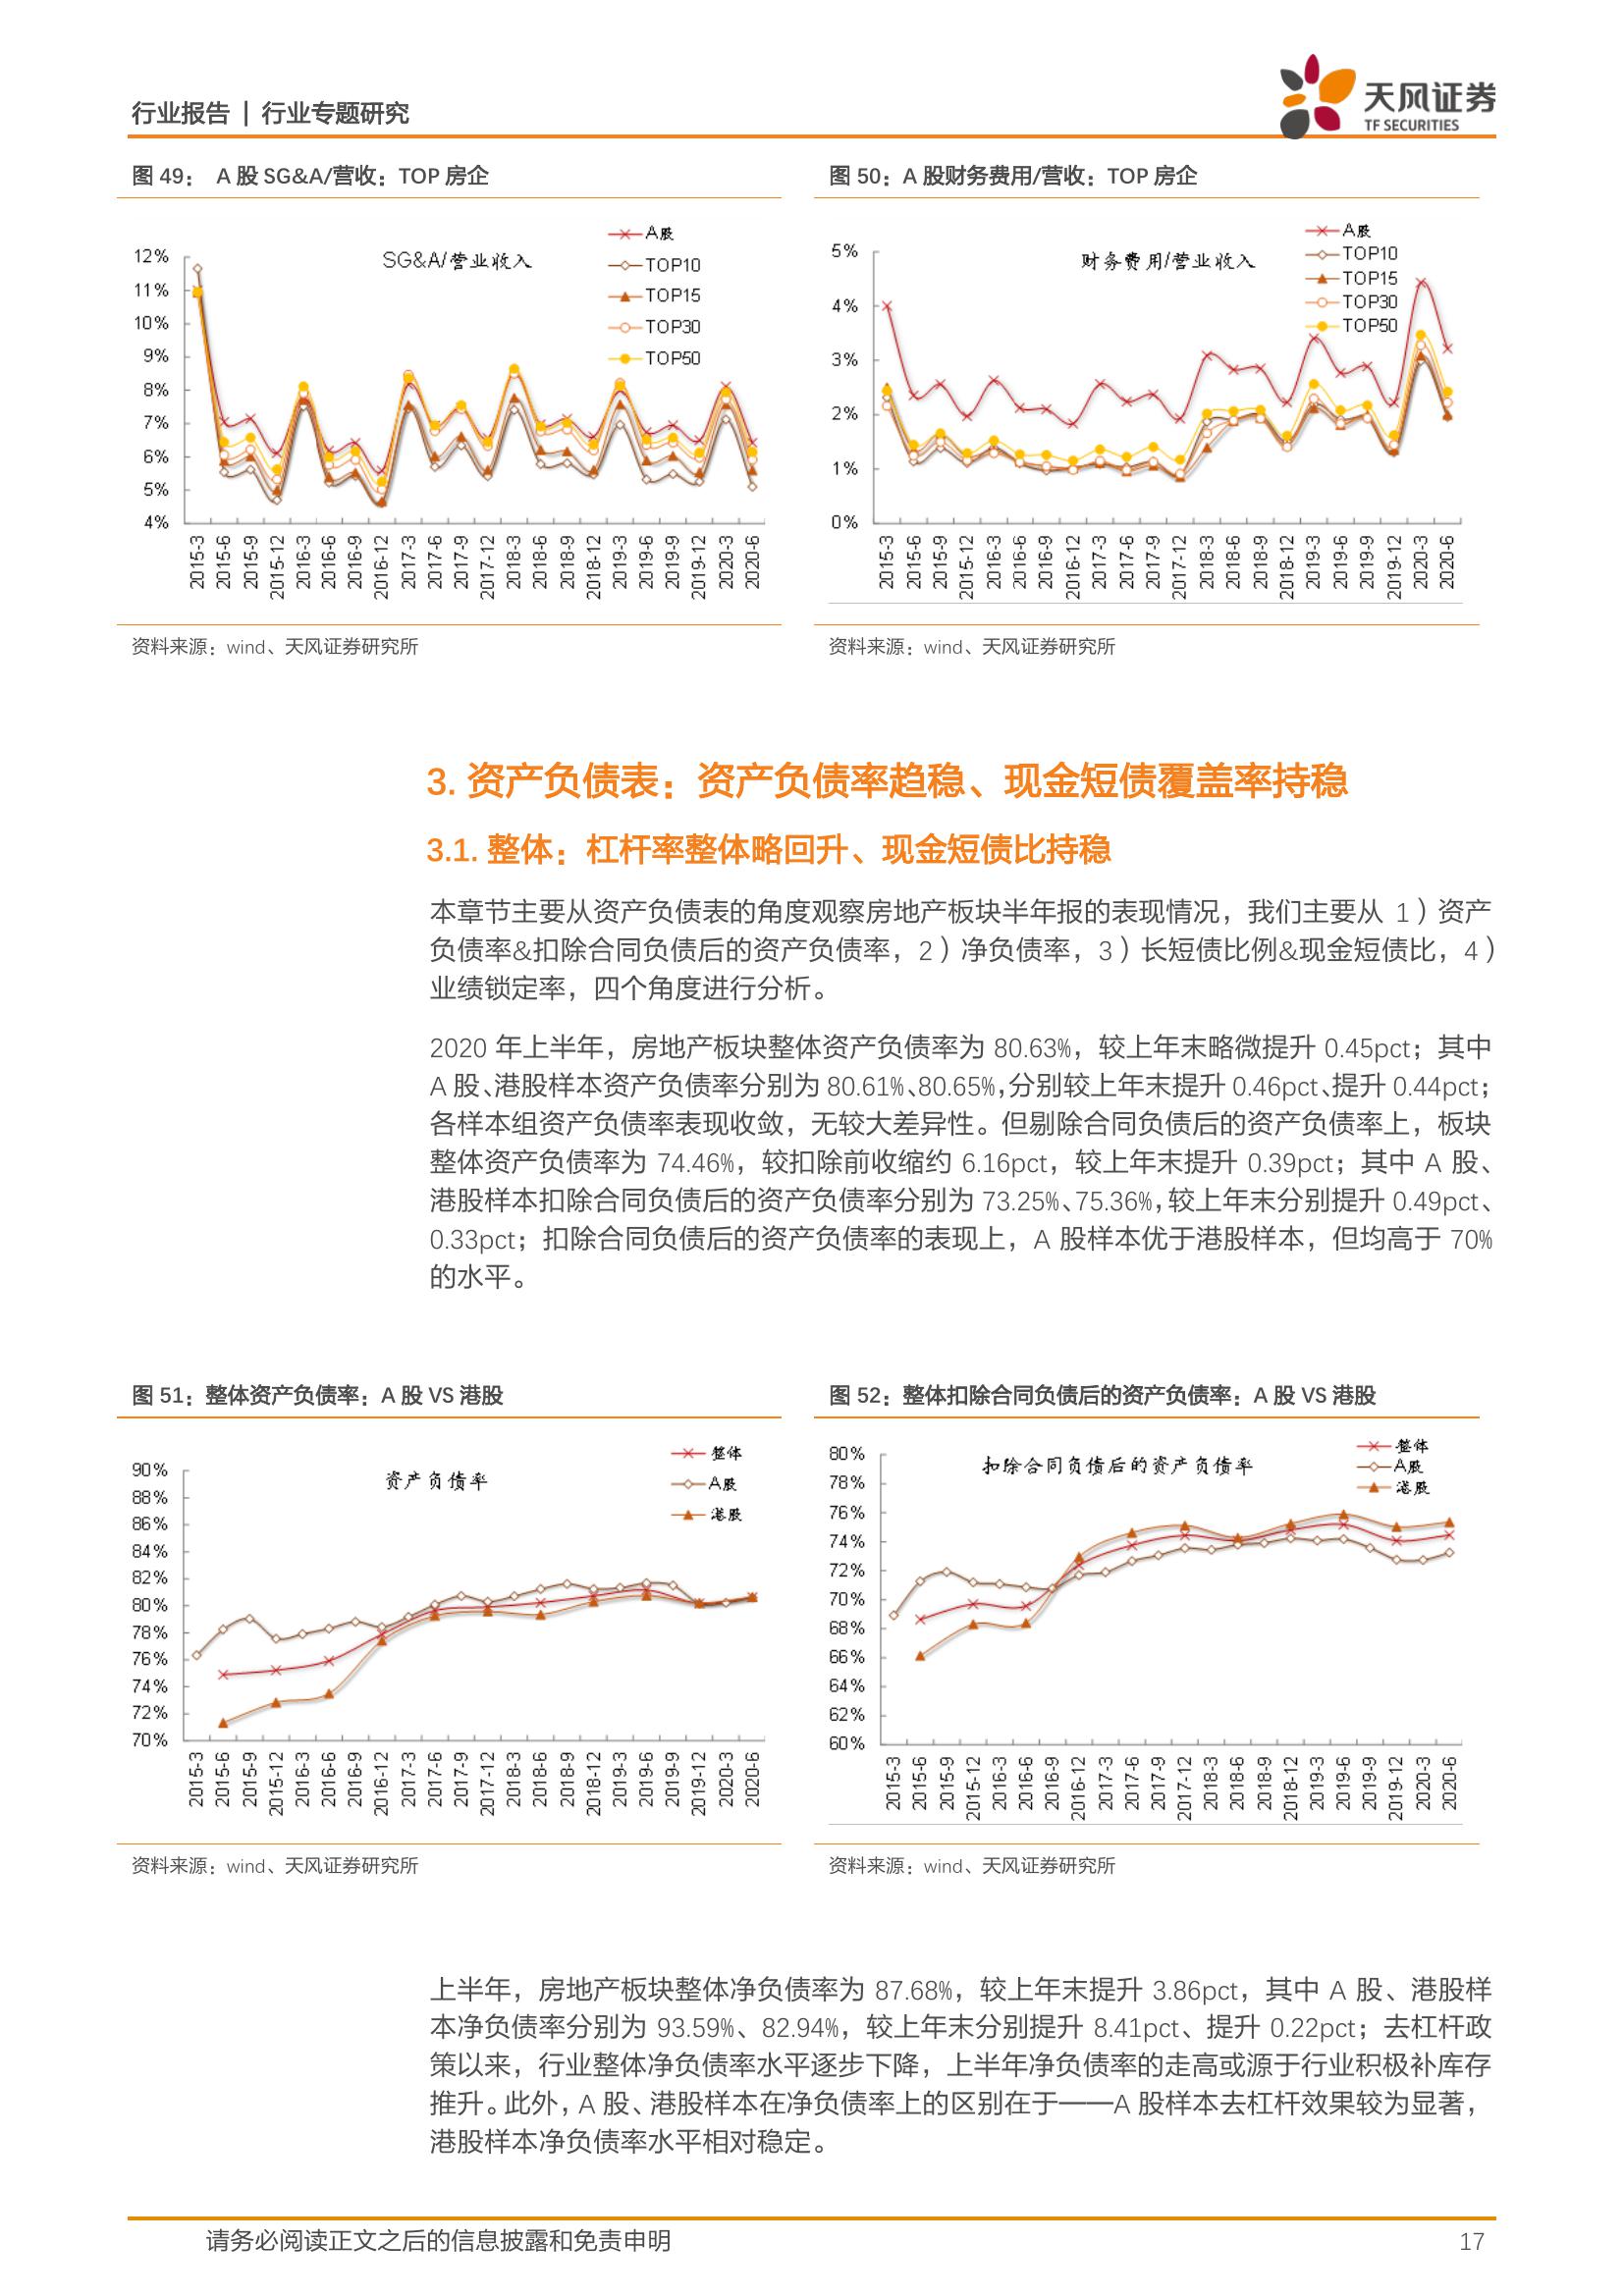 行业报告 | 行业专题研究
天风证券
TF SECURITIES
图 49： A 股 SG&A/营收：TOP 房企
SG&A/营业收入
A股
TOP10
TOP15
TOP30
TOP50
12%
11%
10%
9%
8%
7%
6%
5%
4%
2015-3 2015-6 2015-9 2015-12 2016-3 2016-6 2016-9 2016-12 2017-3 2017-6 2017-9 2017-12 2018-3 2018-6 2018-9 2018-12 2019-3 2019-6 2019-9 2019-12 2020-3 2020-6
资料来源：wind、天风证券研究所
图 50：A 股财务费用/营收：TOP 房企
财务费用/营业收入
A股
TOP10
TOP15
TOP30
TOP50
5%
4%
3%
2%
1%
0%
2015-3 2015-6 2015-9 2015-12 2016-3 2016-6 2016-9 2016-12 2017-3 2017-6 2017-9 2017-12 2018-3 2018-6 2018-9 2018-12 2019-3 2019-6 2019-9 2019-12 2020-3 2020-6
资料来源：wind、天风证券研究所
3. 资产负债表：资产负债率趋稳、现金短债覆盖率持稳
3.1. 整体：杠杆率整体略回升、现金短债比持稳
本章节主要从资产负债表的角度观察房地产板块半年报的表现情况，我们主要从 1）资产
负债率&扣除合同负债后的资产负债率，2）净负债率，3）长短债比例&现金短债比，4）
业绩锁定率，四个角度进行分析。
2020 年上半年，房地产板块整体资产负债率为 80.63%，较上年末略微提升 0.45pct；其中
A 股、港股样本资产负债率分别为 80.61%、80.65%，分别较上年末提升 0.46pct、提升 0.44pct；
各样本组资产负债率表现收敛，无较大差异性。但剔除合同负债后的资产负债率上，板块
整体资产负债率为 74.46%，较扣除前收缩约 6.16pct，较上年末提升 0.39pct；其中 A 股、
港股样本扣除合同负债后的资产负债率分别为 73.25%、75.36%，较上年末分别提升 0.49pct、
0.33pct；扣除合同负债后的资产负债率的表现上，A 股样本优于港股样本，但均高于 70%
的水平。
图 51：整体资产负债率：A 股 VS 港股
资产负债率
整体
A股
港股
90%
88%
86%
84%
82%
80%
78%
76%
74%
72%
70%
2015-3 2015-6 2015-9 2015-12 2016-3 2016-6 2016-9 2016-12 2017-3 2017-6 2017-9 2017-12 2018-3 2018-6 2018-9 2018-12 2019-3 2019-6 2019-9 2019-12 2020-3 2020-6
资料来源：wind、天风证券研究所
图 52：整体扣除合同负债后的资产负债率：A 股 VS 港股
扣除合同负债后的资产负债率
整体
A股
港股
80%
78%
76%
74%
72%
70%
68%
66%
64%
62%
60%
2015-3 2015-6 2015-9 2015-12 2016-3 2016-6 2016-9 2016-12 2017-3 2017-6 2017-9 2017-12 2018-3 2018-6 2018-9 2018-12 2019-3 2019-6 2019-9 2019-12 2020-3 2020-6
资料来源：wind、天风证券研究所
上半年，房地产板块整体净负债率为 87.68%，较上年末提升 3.86pct，其中 A 股、港股样
本净负债率分别为 93.59%、82.94%，较上年末分别提升 8.41pct、提升 0.22pct；去杠杆政
策以来，行业整体净负债率水平逐步下降，上半年净负债率的走高或源于行业积极补库存
推升。此外，A 股、港股样本在净负债率上的区别在于——A 股样本去杠杆效果较为显著，
港股样本净负债率水平相对稳定。
请务必阅读正文之后的信息披露和免责申明
17